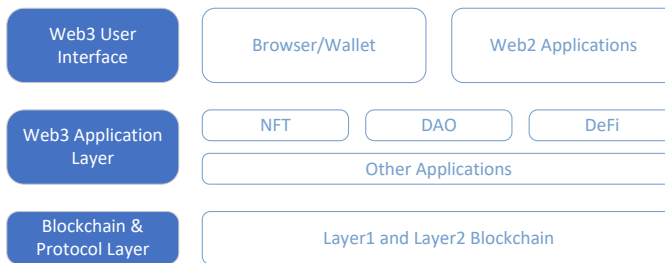 Web3 User
Interface
Browser/Wallet
Web2 Applications
Web3 Application
Layer
NFT
DAO
DeFi
Other Applications
Blockchain &
Protocol Layer
Layer1 and Layer2 Blockchain